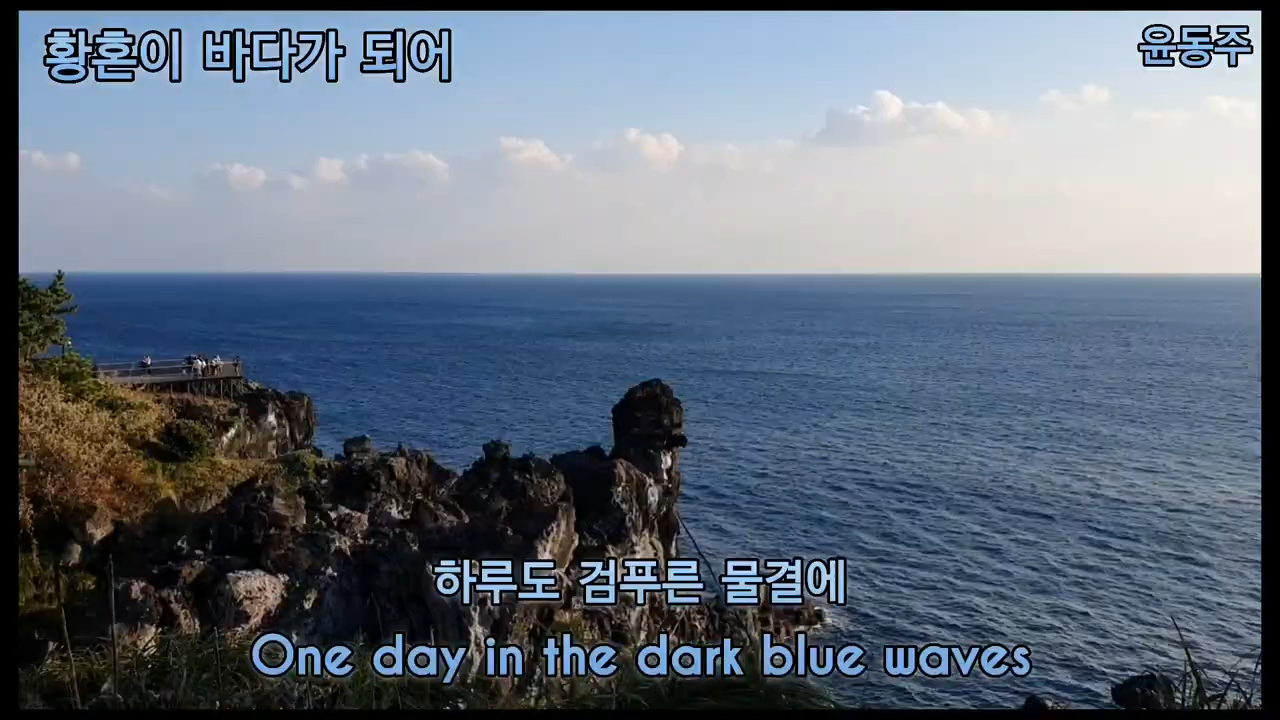 황혼이 바다가 되어
윤동주
하루도 검푸른 물결에
One day in the dark blue waves